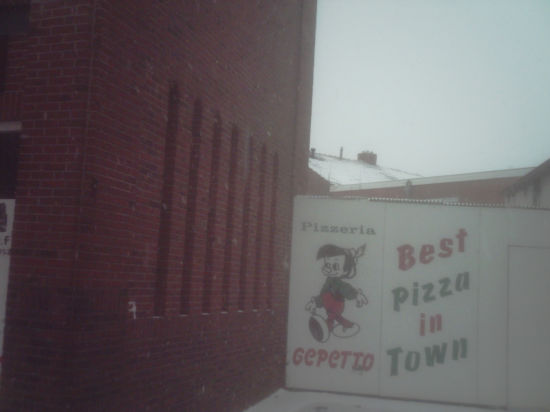 Pizzeria
GEPETTO
Best
pizza
in
Town